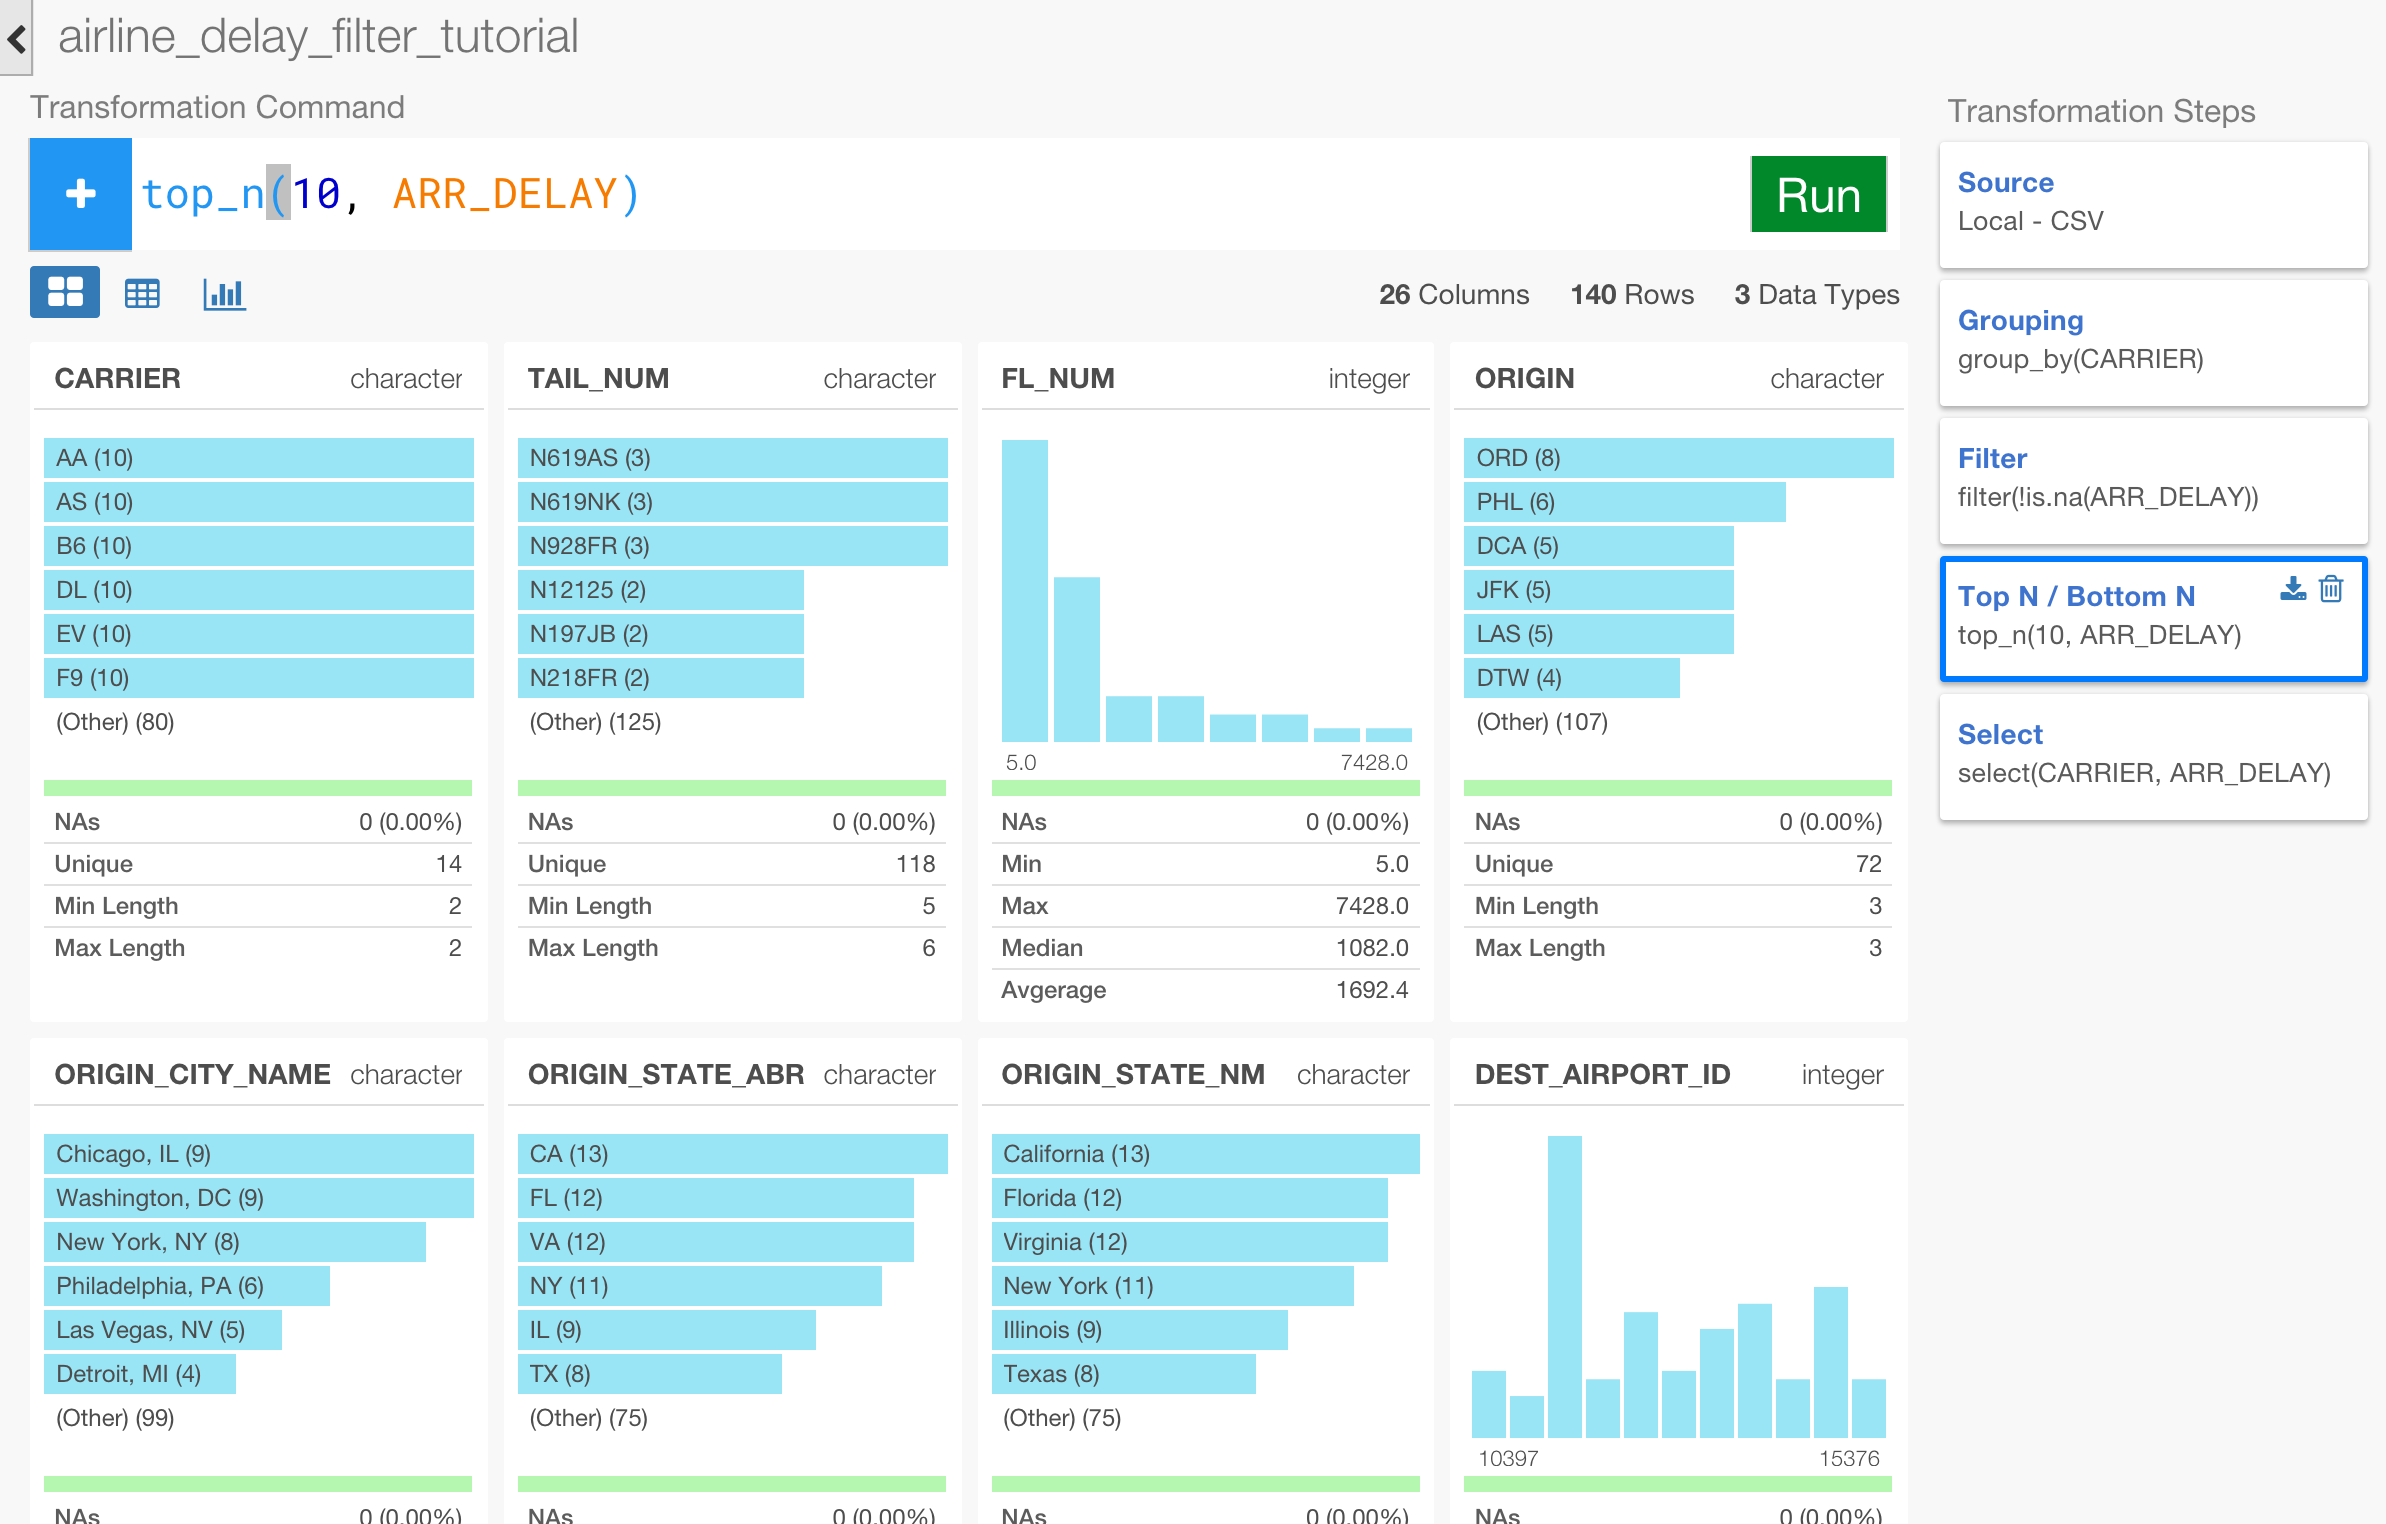 airline_delay_filter_tutorial
Transformation Command
top_n(10, ARR_DELAY)
Run
26 Columns 140 Rows 3 Data Types
CARRIER character
AA (10)
AS (10)
B6 (10)
DL (10)
EV (10)
F9 (10)
(Other) (80)
NAs 0 (0.00%)
Unique 14
Min Length 2
Max Length 2
TAIL_NUM character
N619AS (3)
N619NK (3)
N928FR (3)
N12125 (2)
N197JB (2)
N218FR (2)
(Other) (125)
NAs 0 (0.00%)
Unique 118
Min Length 5
Max Length 6
FL_NUM integer
5.0 7428.0
NAs 0 (0.00%)
Min 5.0
Max 7428.0
Median 1082.0
Avgerage 1692.4
ORIGIN character
ORD (8)
PHL (6)
DCA (5)
JFK (5)
LAS (5)
DTW (4)
(Other) (107)
NAs 0 (0.00%)
Unique 72
Min Length 3
Max Length 3
ORIGIN_CITY_NAME character
Chicago, IL (9)
Washington, DC (9)
New York, NY (8)
Philadelphia, PA (6)
Las Vegas, NV (5)
Detroit, MI (4)
(Other) (99)
NAs 0 (0.00%)
ORIGIN_STATE_ABR character
CA (13)
FL (12)
VA (12)
NY (11)
IL (9)
TX (8)
(Other) (75)
NAs 0 (0.00%)
ORIGIN_STATE_NM character
California (13)
Florida (12)
Virginia (12)
New York (11)
Illinois (9)
Texas (8)
(Other) (75)
NAs 0 (0.00%)
DEST_AIRPORT_ID integer
10397 15376
NAs 0 (0.00%)
Transformation Steps
Source
Local - CSV
Grouping
group_by(CARRIER)
Filter
filter(!is.na(ARR_DELAY))
Top N / Bottom N
top_n(10, ARR_DELAY)
Select
select(CARRIER, ARR_DELAY)